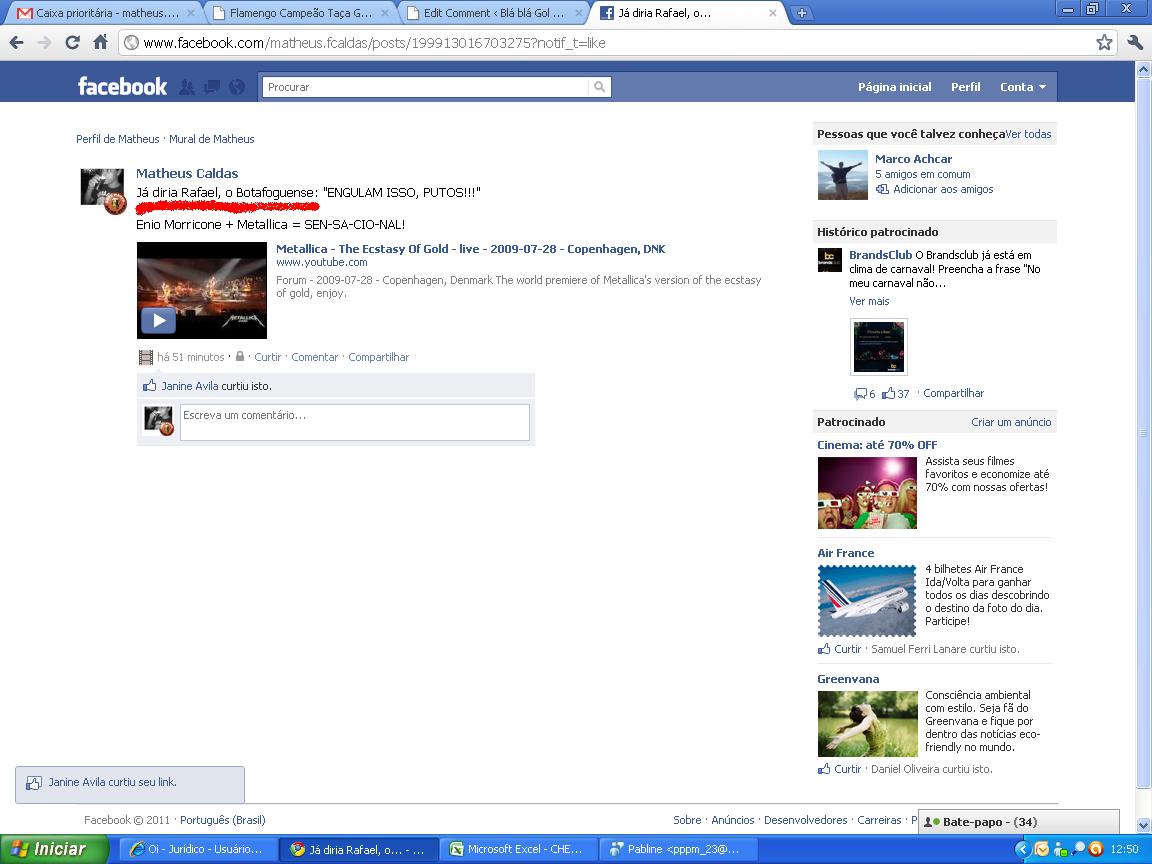 Caixa prioritária - matheus....
Flamengo Campeão Taça G...
Edit Comment ‹ Blá blá Gol ...
Já diria Rafael, o...
www.facebook.com/matheus.fcaldas/posts/199913016703275?notif_t=like
facebook
Procurar
Página inicial
Perfil
Conta
Perfil de Matheus · Mural de Matheus
Matheus Caldas
Já diria Rafael, o Botafoguense: "ENGULAM ISSO, PUTOS!!!"
Enio Morricone + Metallica = SEN-SA-CIO-NAL!
Metallica - The Ecstasy Of Gold - live - 2009-07-28 - Copenhagen, DNK
www.youtube.com
Forum - 2009-07-28 - Copenhagen, Denmark The world premiere of Metallica's version of the ecstasy
of gold, enjoy.
METALLICA
há 51 minutos · Curtir · Comentar · Compartilhar
Janine Avila curtiu isto.
Escreva um comentário...
Pessoas que você talvez conheça Ver todas
Marco Achcar
5 amigos em comum
Adicionar aos amigos
Histórico patrocinado
bc
brandsclub
BrandsClub O Brandsclub já está em
clima de carnaval! Preencha a frase "No
meu carnaval não...
Ver mais
6 37 · Compartilhar
Patrocinado Criar um anúncio
Cinema: até 70% OFF
Assista seus filmes
favoritos e economize até
70% com nossas ofertas!
Air France
4 bilhetes Air France
Ida/Volta para ganhar
todos os dias descobrindo
o destino da foto do dia.
Participe!
Curtir · Samuel Ferri Lanare curtiu isto.
Greenvana
Consciência ambiental
com estilo. Seja fã do
Greenvana e fique por
dentro das notícias eco-
friendly no mundo.
Curtir · Daniel Oliveira curtiu isto.
Janine Avila curtiu seu link.
Facebook © 2011 · Português (Brasil)
Sobre · Anúncios · Desenvolvedores · Carreiras · P
Bate-papo - (34)
Iniciar
Oi - Jurídico - Usuário...
Já diria Rafael, o... - ...
Microsoft Excel - CHE...
Pabline <pppm_23@...
12:50